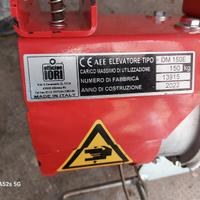 officine
IORI
MADE IN ITALY
CE AEE ELEVATORE TIPO DM 150E
CARICO MASSIMO DI UTILIZZAZIONE 150 kg
NUMERO DI FABBRICA 13915
ANNO DI COSTRUZIONE 2022
A52s 5G